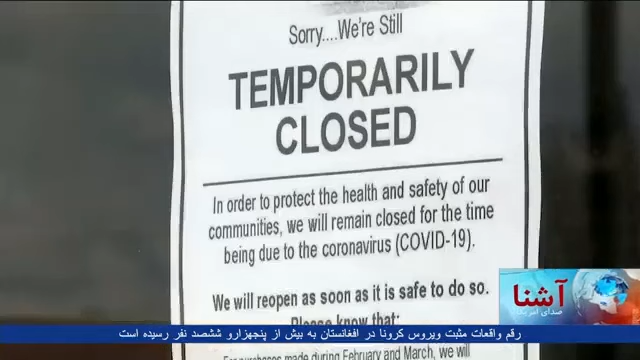 Sorry....We're Still
TEMPORARILY
CLOSED
In order to protect the health and safety of our
communities, we will remain closed for the time
being due to the coronavirus (COVID-19).
We will reopen as soon as it is safe to do so.
Please know that:
For purchases made during February and March, we will
آشنا
صدای امریکا
رقم واقعات مثبت ویروس کرونا در افغانستان به بیش از پنجهزارو ششصد نفر رسیده است